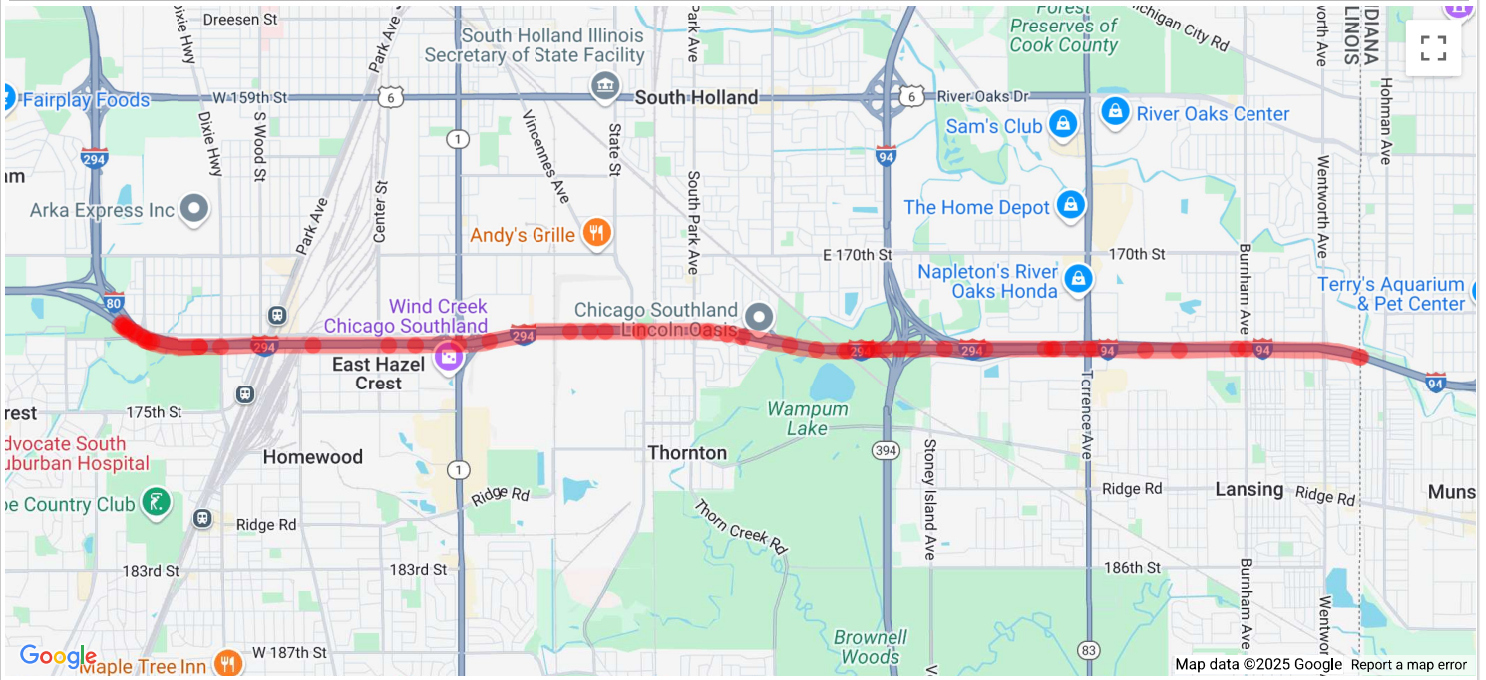 Dreesen St
Dixie Hwy
Park Ave
South Holland Illinois
Secretary of State Facility
Park Ave
Forest
Preserves of
Cook County
Michigan City Rd
Wentworth Ave
INDIANA
ILLINOIS
Fairplay Foods
W 159th St
6
South Holland
6
River Oaks Dr
River Oaks Center
Sam's Club
Hohman Ave
Dixie Hwy
S Wood St
1
Vincennes Ave
State St
294
94
Arka Express Inc
Park Ave
Center St
South Park Ave
The Home Depot
Wentworth Ave
Andy's Grille
E 170th St
170th St
Burnham Ave
Napleton's River
Oaks Honda
Terry's Aquarium
& Pet Center
80
Wind Creek
Chicago Southland
Chicago Southland
Lincoln Oasis
294
294
294
294
94
94
94
East Hazel
Crest
175th St
Advocate South
Suburban Hospital
Homewood
Thornton
Wampum
Lake
394
Torrence Ave
Stoney Island Ave
1
Ridge Rd
Ridge Rd
Lansing
Ridge Rd
Muns
Country Club
Ridge Rd
Thorn Creek Rd
183rd St
183rd St
186th St
Burnham Ave
Wentwor
Brownell
Woods
83
W 187th St
Google
Maple Tree Inn
Map data ©2025 Google
Report a map error